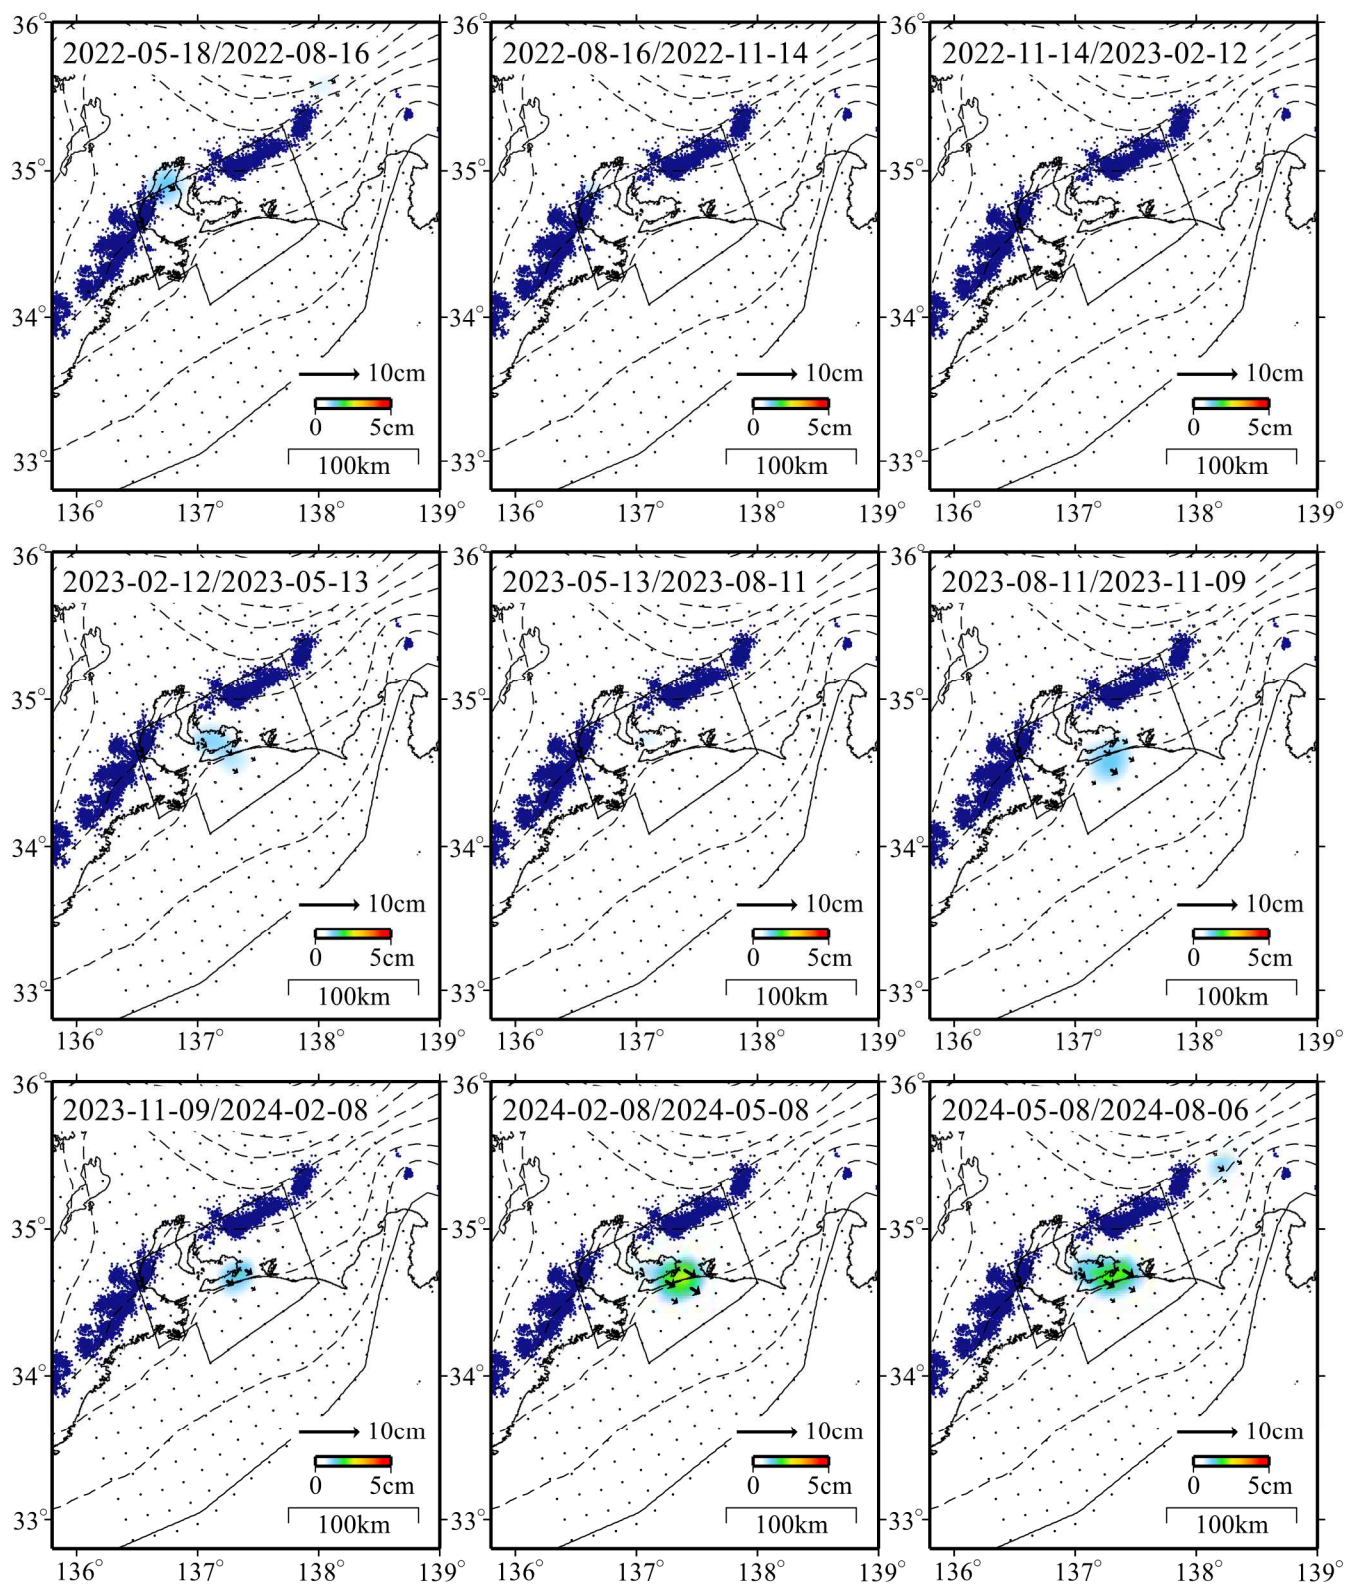 36°
2022-05-18/2022-08-16
2022-08-16/2022-11-14
2022-11-14/2023-02-12
35°
34°
10cm
0 5cm
100km
33°
136° 137° 138° 139°
36°
35°
34°
10cm
0 5cm
100km
33°
136° 137° 138° 139°
36°
35°
34°
10cm
0 5cm
100km
33°
136° 137° 138° 139°
36°
2023-02-12/2023-05-13
2023-05-13/2023-08-11
2023-08-11/2023-11-09
35°
34°
10cm
0 5cm
100km
33°
136° 137° 138° 139°
36°
35°
34°
10cm
0 5cm
100km
33°
136° 137° 138° 139°
36°
35°
34°
10cm
0 5cm
100km
33°
136° 137° 138° 139°
36°
2023-11-09/2024-02-08
2024-02-08/2024-05-08
2024-05-08/2024-08-06
35°
34°
10cm
0 5cm
100km
33°
136° 137° 138° 139°
36°
35°
34°
10cm
0 5cm
100km
33°
136° 137° 138° 139°
36°
35°
34°
10cm
0 5cm
100km
33°
136° 137° 138° 139°